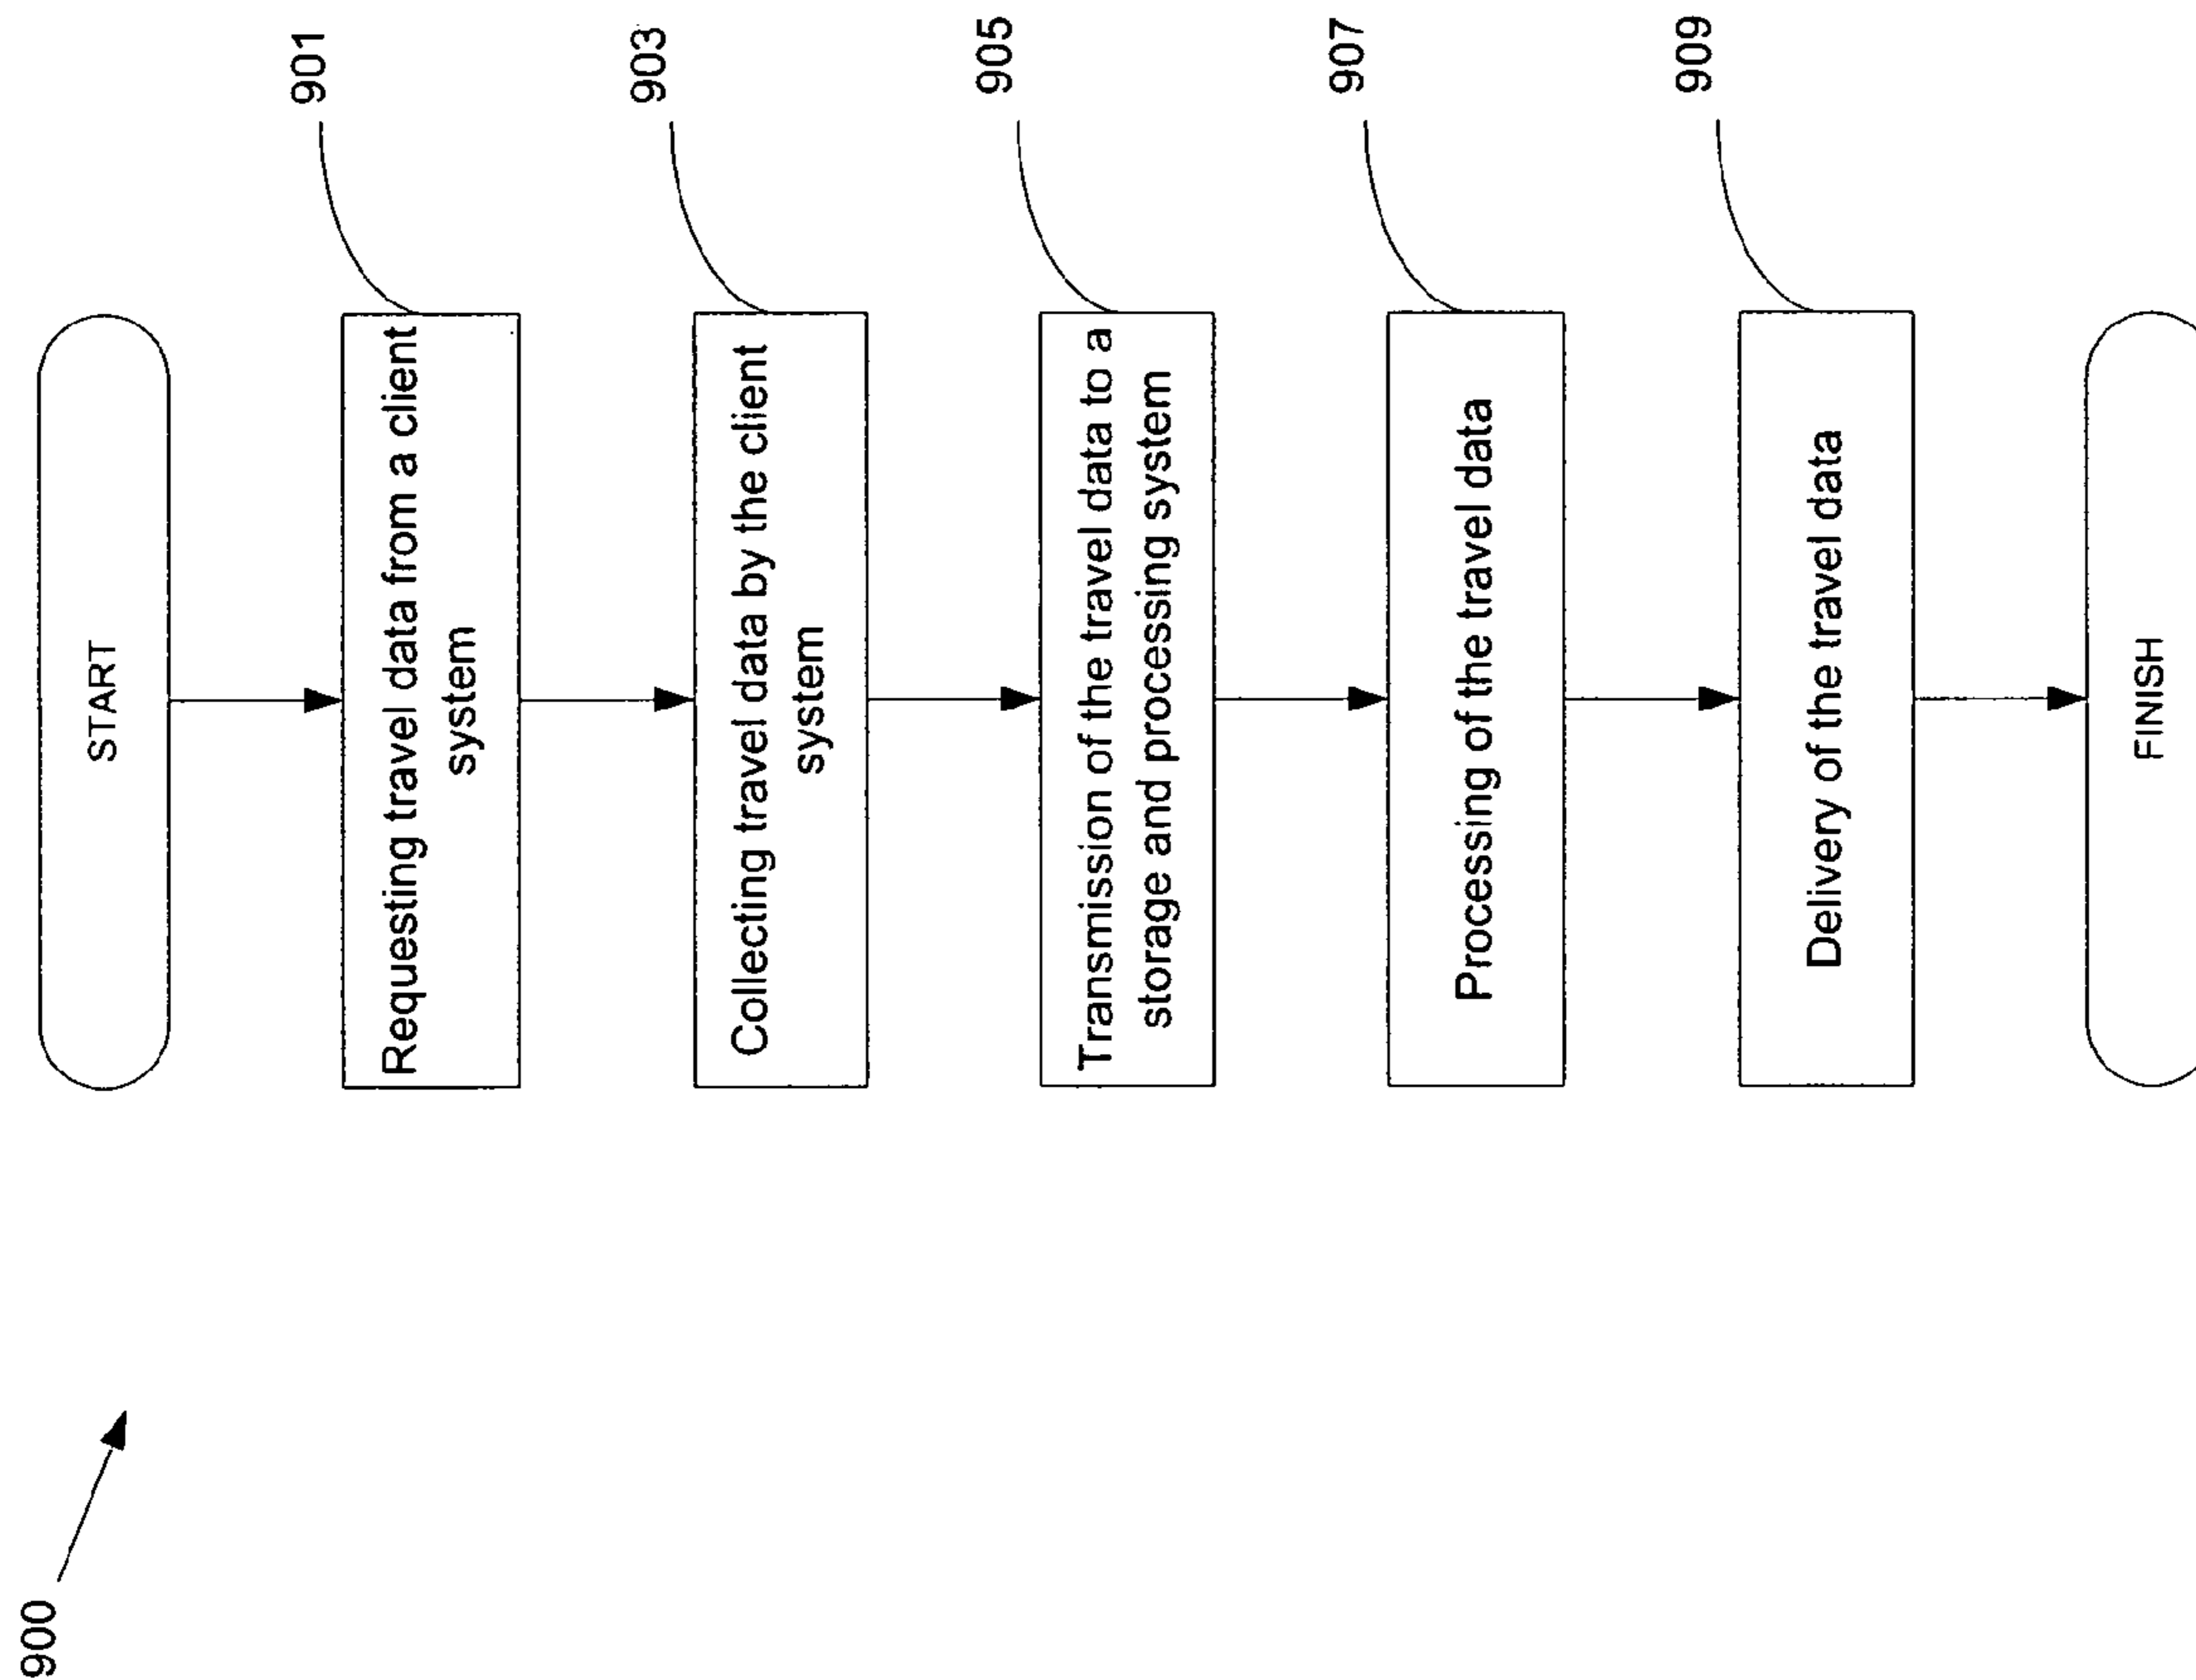 900
START
901
Requesting travel data from a client
system
903
Collecting travel data by the client
system
905
Transmission of the travel data to a
storage and processing system
907
Processing of the travel data
909
Delivery of the travel data
FINISH